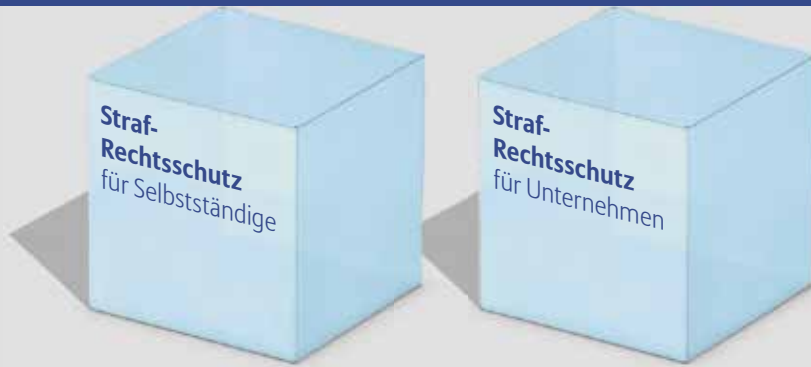 Straf-
Rechtsschutz
für Selbstständige
Straf-
Rechtsschutz
für Unternehmen